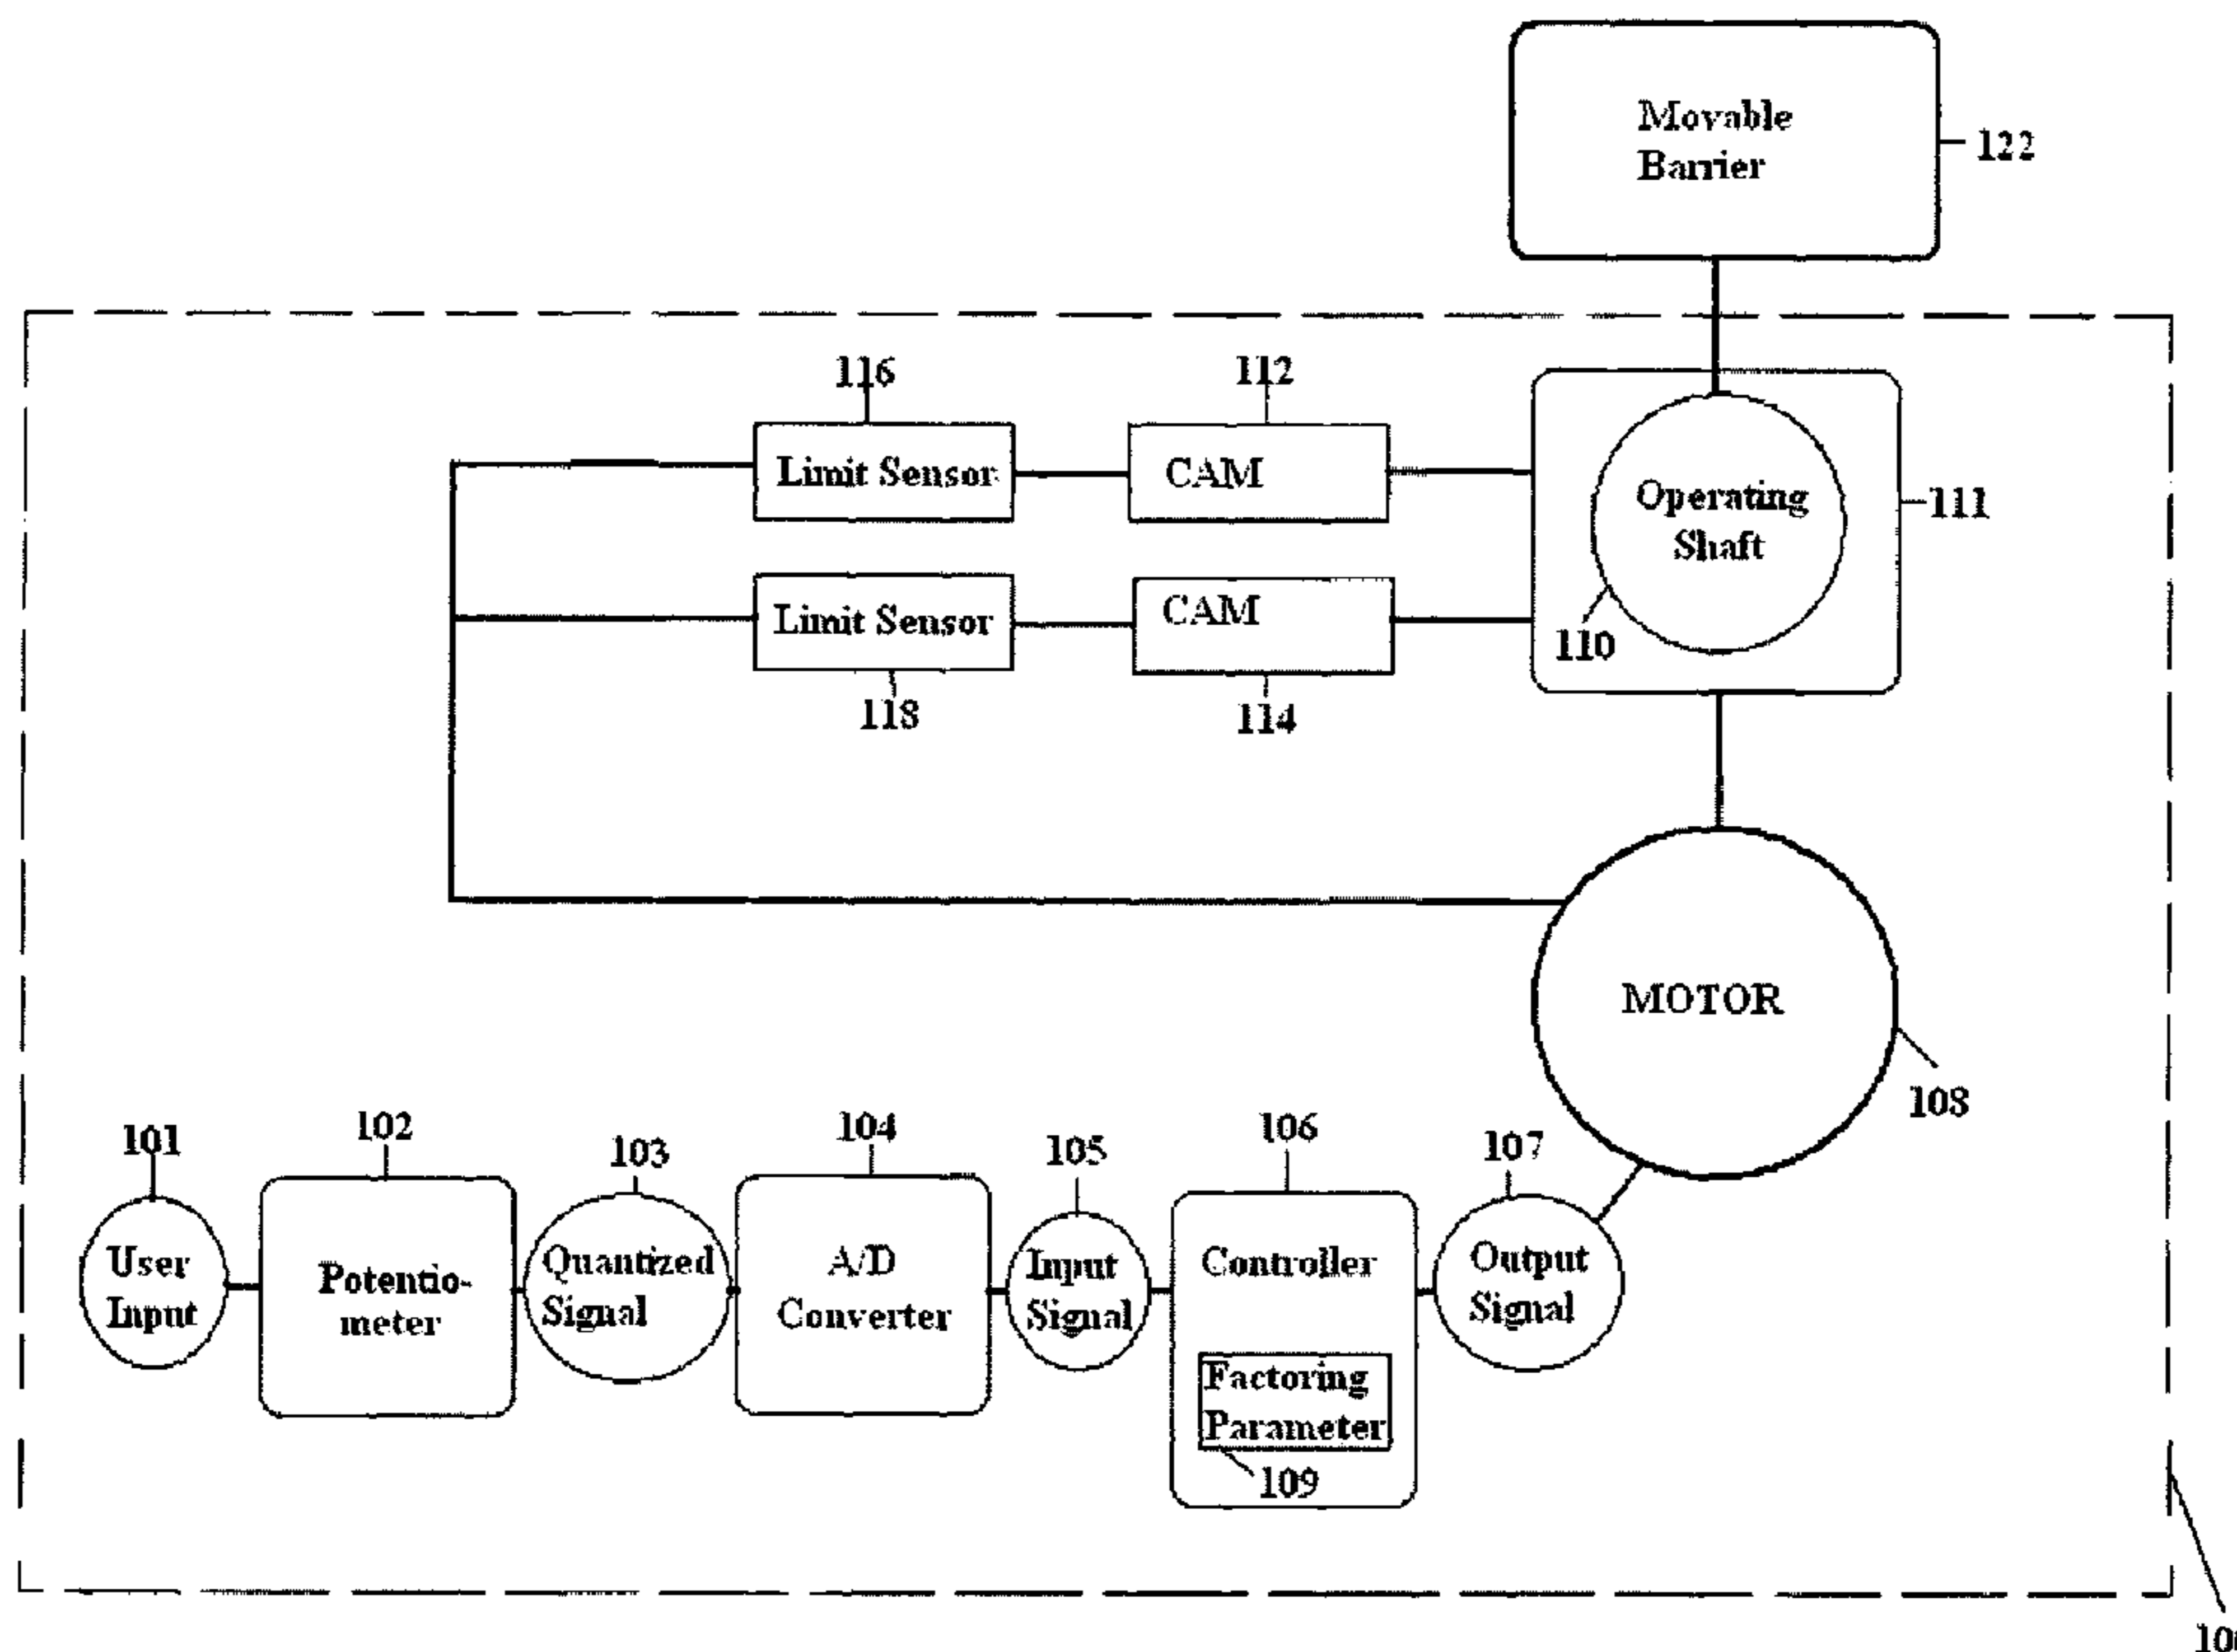 Movable
Barrier
122
116
112
Limit Sensor
CAM
Operating
Shaft
111
110
Limit Sensor
CAM
118
114
MOTOR
108
101
102
103
104
105
106
107
User
Input
Potentio-
meter
Quantized
Signal
A/D
Converter
Input
Signal
Controller
Factoring
Parameter
109
Output
Signal